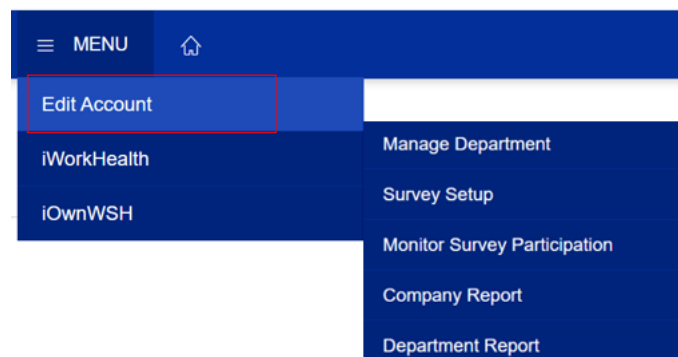 MENU
Edit Account
iWorkHealth
iOwnWSH
Manage Department
Survey Setup
Monitor Survey Participation
Company Report
Department Report